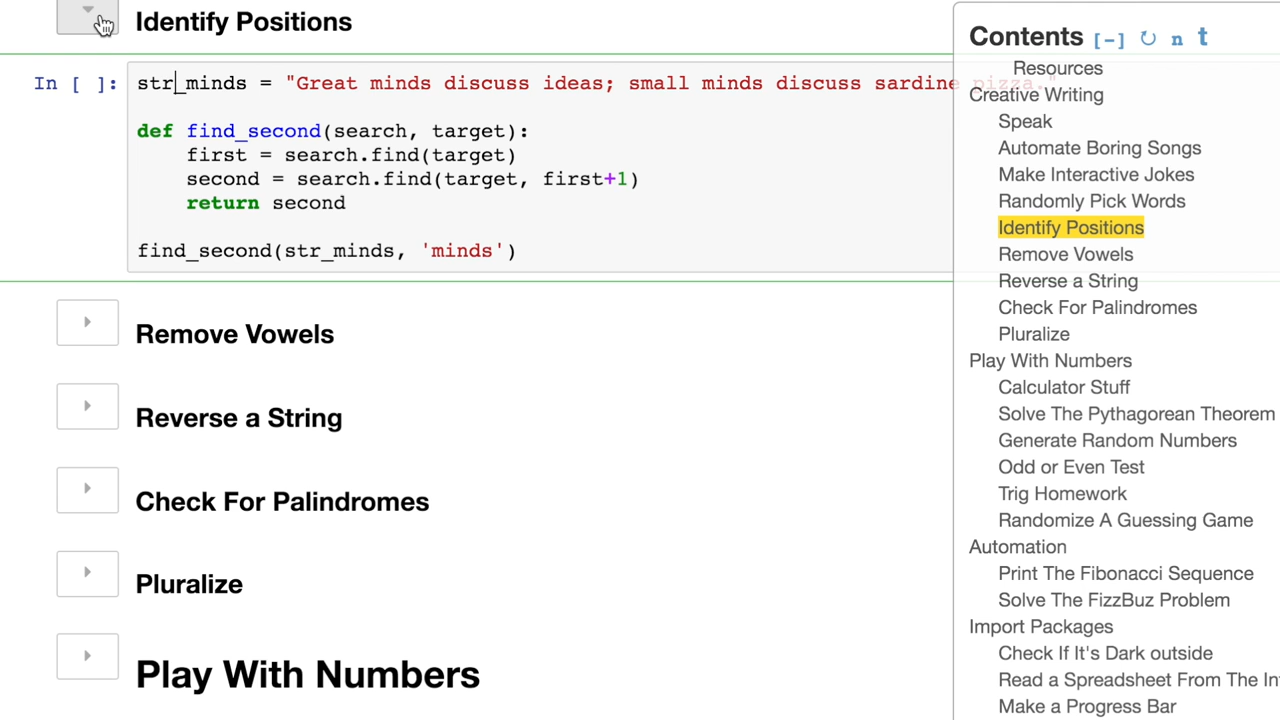 Identify Positions
In [ ]:
str_minds = "Great minds discuss ideas; small minds discuss sardine pizza."
def find_second(search, target):
first = search.find(target)
second = search.find(target, first+1)
return second
find_second(str_minds, 'minds')
Remove Vowels
Reverse a String
Check For Palindromes
Pluralize
Play With Numbers
Contents [-] n t
Resources
Creative Writing
Speak
Automate Boring Songs
Make Interactive Jokes
Randomly Pick Words
Identify Positions
Remove Vowels
Reverse a String
Check For Palindromes
Pluralize
Play With Numbers
Calculator Stuff
Solve The Pythagorean Theorem
Generate Random Numbers
Odd or Even Test
Trig Homework
Randomize A Guessing Game
Automation
Print The Fibonacci Sequence
Solve The FizzBuz Problem
Import Packages
Check If It's Dark outside
Read a Spreadsheet From The In
Make a Progress Bar